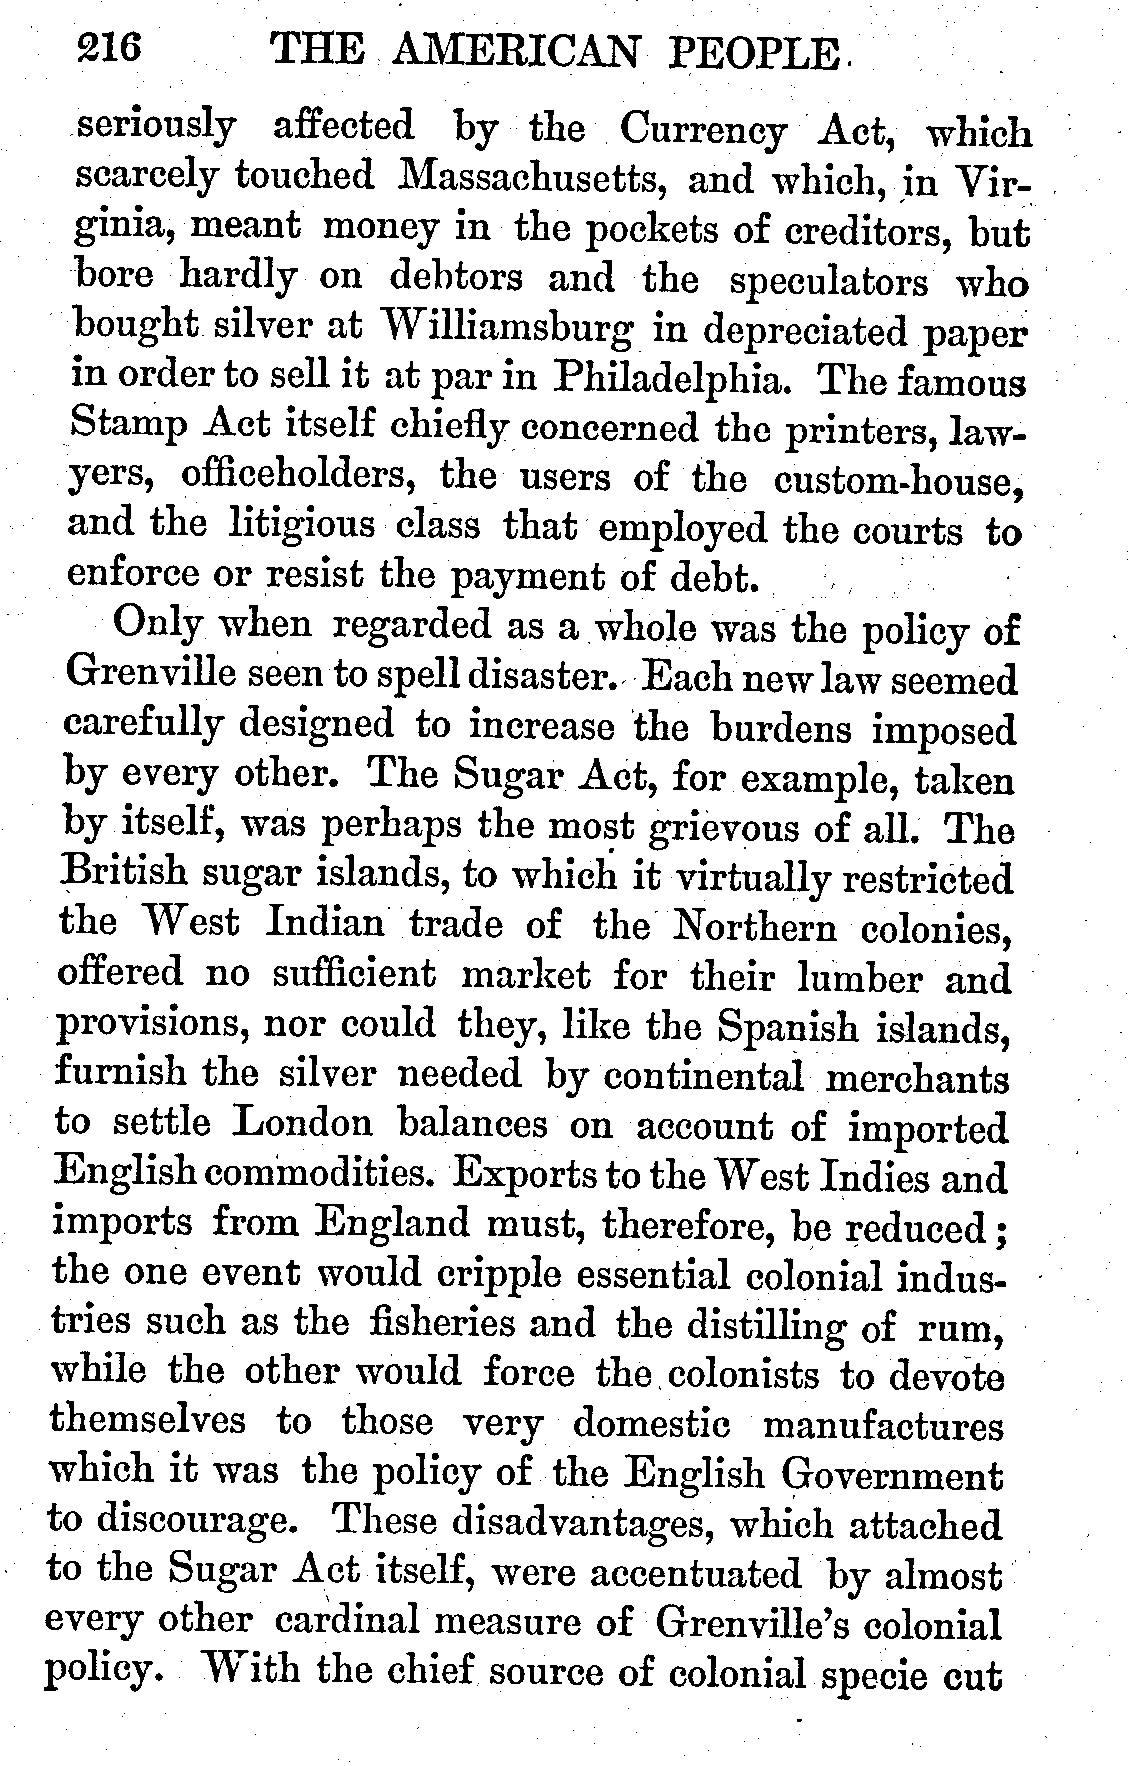 216 THE AMERICAN PEOPLE.
seriously affected by the Currency Act, which
scarcely touched Massachusetts, and which, in Vir-
ginia, meant money in the pockets of creditors, but
bore hardly on debtors and the speculators who
bought silver at Williamsburg in depreciated paper
in order to sell it at par in Philadelphia. The famous
Stamp Act itself chiefly concerned the printers, law-
yers, officeholders, the users of the custom-house,
and the litigious class that employed the courts to
enforce or resist the payment of debt.
Only when regarded as a whole was the policy of
Grenville seen to spell disaster. Each new law seemed
carefully designed to increase the burdens imposed
by every other. The Sugar Act, for example, taken
by itself, was perhaps the most grievous of all. The
British sugar islands, to which it virtually restricted
the West Indian trade of the Northern colonies,
offered no sufficient market for their lumber and
provisions, nor could they, like the Spanish islands,
furnish the silver needed by continental merchants
to settle London balances on account of imported
English commodities. Exports to the West Indies and
imports from England must, therefore, be reduced;
the one event would cripple essential colonial indus-
tries such as the fisheries and the distilling of rum,
while the other would force the colonists to devote
themselves to those very domestic manufactures
which it was the policy of the English Government
to discourage. These disadvantages, which attached
to the Sugar Act itself, were accentuated by almost
every other cardinal measure of Grenville's colonial
policy. With the chief source of colonial specie cut